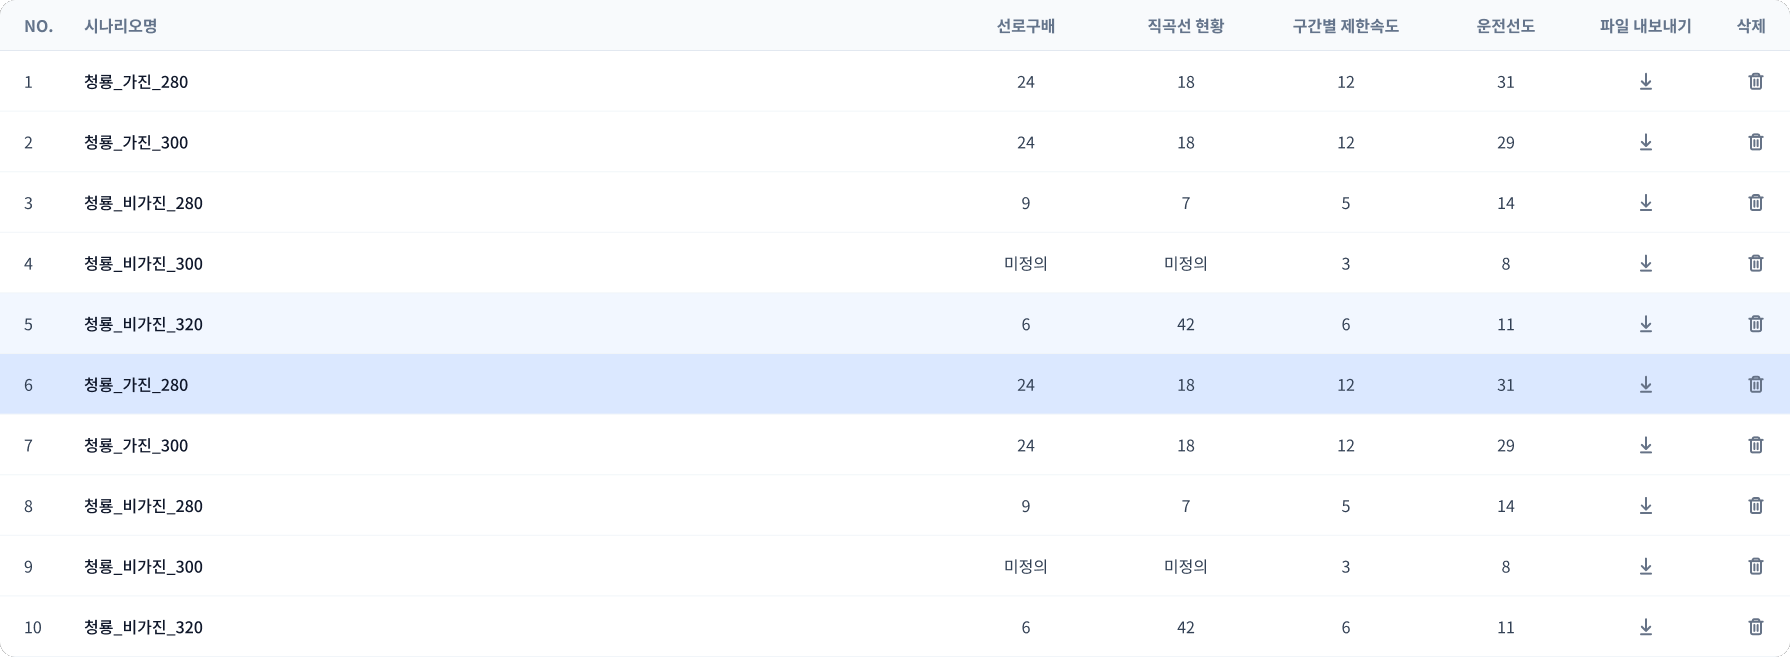 NO. 시나리오명 선로구배 직곡선 현황 구간별 제한속도 운전선도 파일 내보내기 삭제
1 청룡_가진_280 24 18 12 31
2 청룡_가진_300 24 18 12 29
3 청룡_비가진_280 9 7 5 14
4 청룡_비가진_300 미정의 미정의 3 8
5 청룡_비가진_320 6 42 6 11
6 청룡_가진_280 24 18 12 31
7 청룡_가진_300 24 18 12 29
8 청룡_비가진_280 9 7 5 14
9 청룡_비가진_300 미정의 미정의 3 8
10 청룡_비가진_320 6 42 6 11